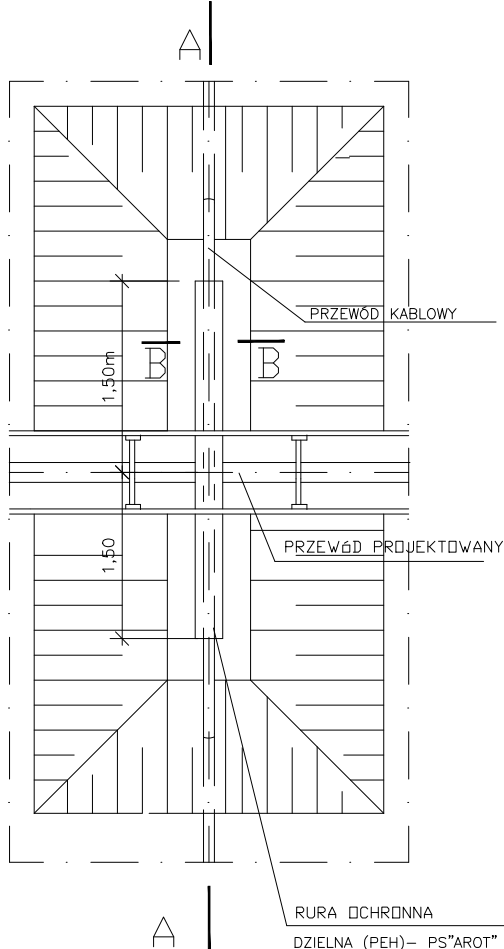 A
PRZEWÓD KABLOWY
1,50m
B B
PRZEWóD PROJEKTOWANY
1,50
RURA OCHRONNA
A
DZIELNA (PEH)- PS"AROT"